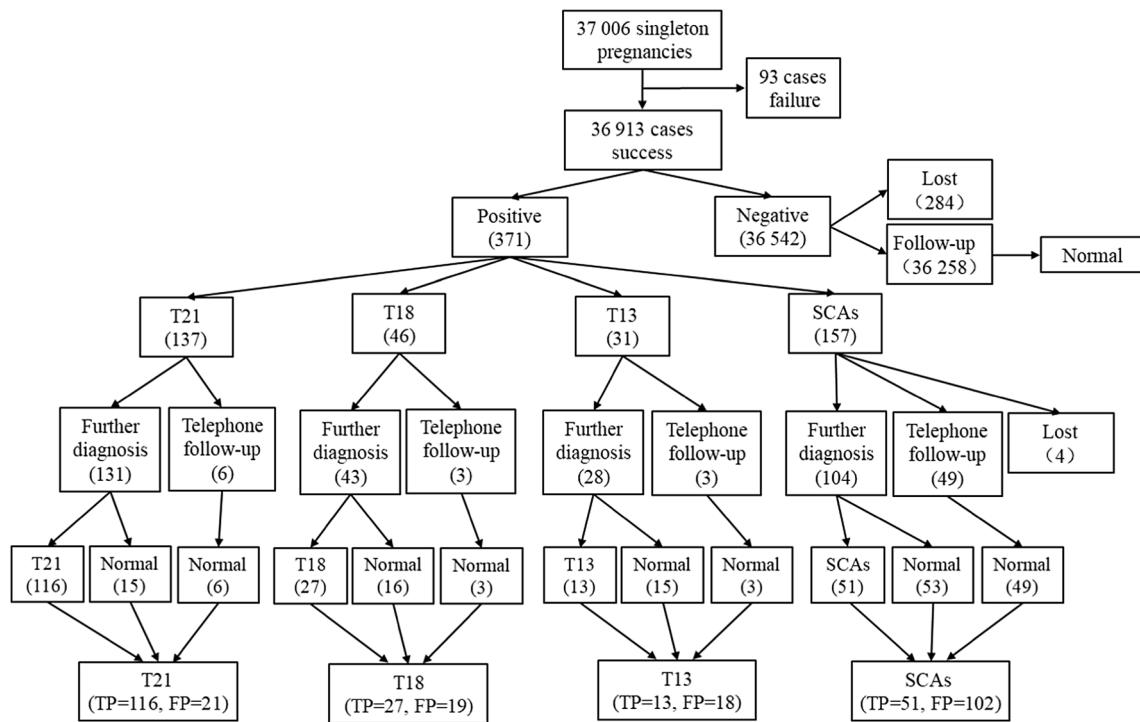 37 006 singleton
pregnancies
93 cases
failure
36 913 cases
success
Positive
(371)
Negative
(36 542)
Lost
（284）
Follow-up
（36 258）
Normal
T21
(137)
T18
(46)
T13
(31)
SCAs
(157)
Further
diagnosis
(131)
Telephone
follow-up
(6)
Further
diagnosis
(43)
Telephone
follow-up
(3)
Further
diagnosis
(28)
Telephone
follow-up
(3)
Further
diagnosis
(104)
Telephone
follow-up
(49)
Lost
(4）
T21
(116)
Normal
(15)
Normal
(6)
T18
(27)
Normal
(16)
Normal
(3)
T13
(13)
Normal
(15)
Normal
(3)
SCAs
(51)
Normal
(53)
Normal
(49)
T21
(TP=116, FP=21)
T18
(TP=27, FP=19)
T13
(TP=13, FP=18)
SCAs
(TP=51, FP=102)